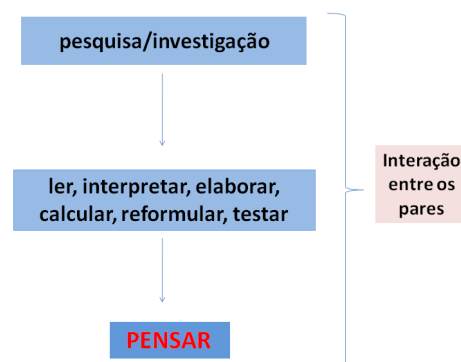 pesquisa/investigação
ler, interpretar, elaborar,
calcular, reformular, testar
PENSAR
Interação
entre os
pares